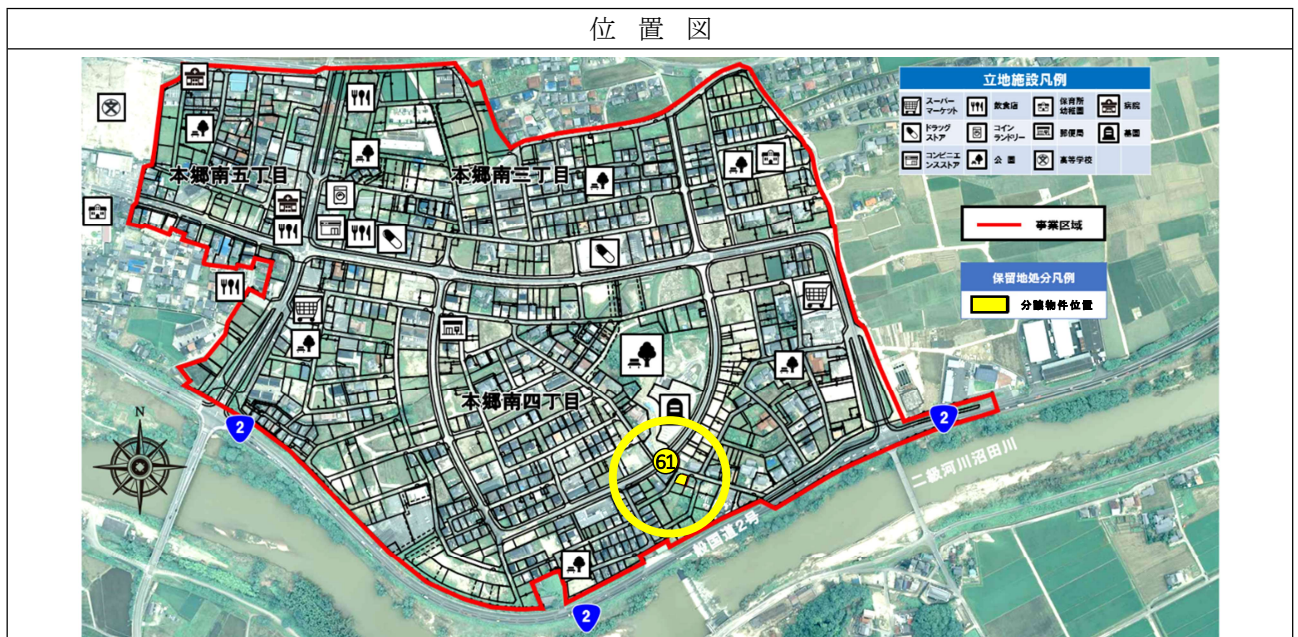 位 置 図
立地施設凡例
スーパー
マーケット
飲食店
保育所
幼稚園
病院
ドラッグ
ストア
コイン
ランドリー
郵便局
墓園
コンビニエ
ンスストア
公 園
高等学校
本郷南五丁目
本郷南三丁目
事業区域
保留地処分凡例
分譲物件位置
本郷南四丁目
N
2
2
61
二級河川沼田川
一般国道2号
2